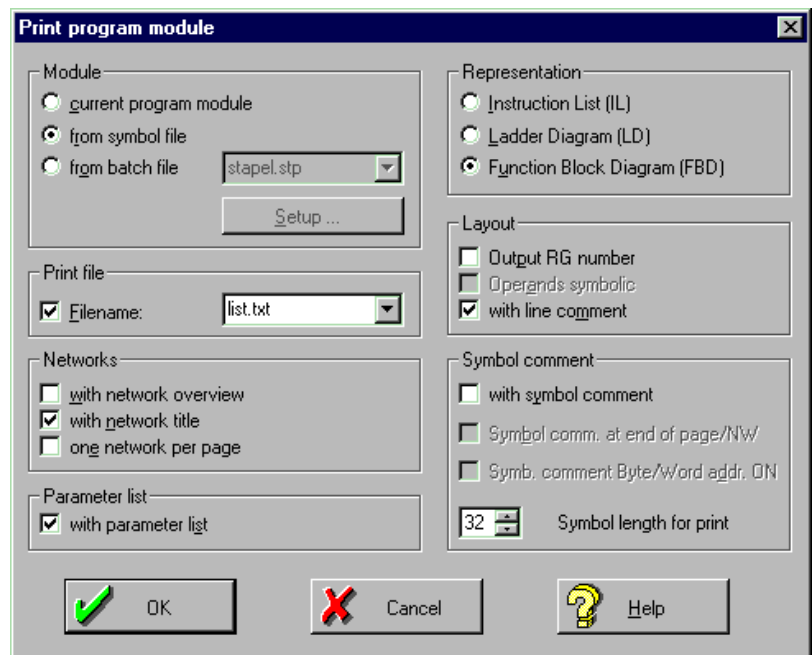 Print program module
Module
current program module
from symbol file
from batch file
stapel.stp
Setup ...
Print file
Filename:
list.txt
Networks
with network overview
with network title
one network per page
Parameter list
with parameter list
Representation
Instruction List (IL)
Ladder Diagram (LD)
Function Block Diagram (FBD)
Layout
Output RG number
Operands symbolic
with line comment
Symbol comment
with symbol comment
Symbol comm. at end of page/NW
Symb. comment Byte/Word addr. ON
32 Symbol length for print
OK
Cancel
Help